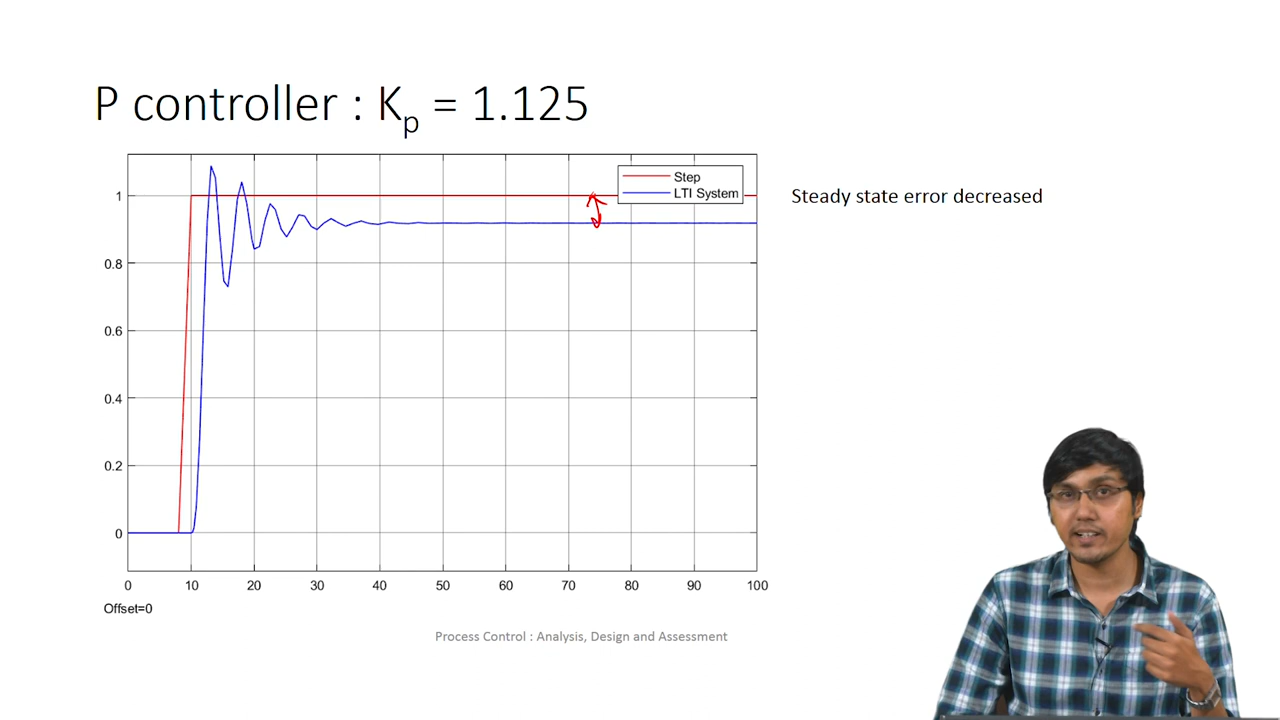 P controller : Kp = 1.125
Step
LTI System
Steady state error decreased
1
0.8
0.6
0.4
0.2
0
0 10 20 30 40 50 60 70 80 90 100
Offset=0
Process Control : Analysis, Design and Assessment